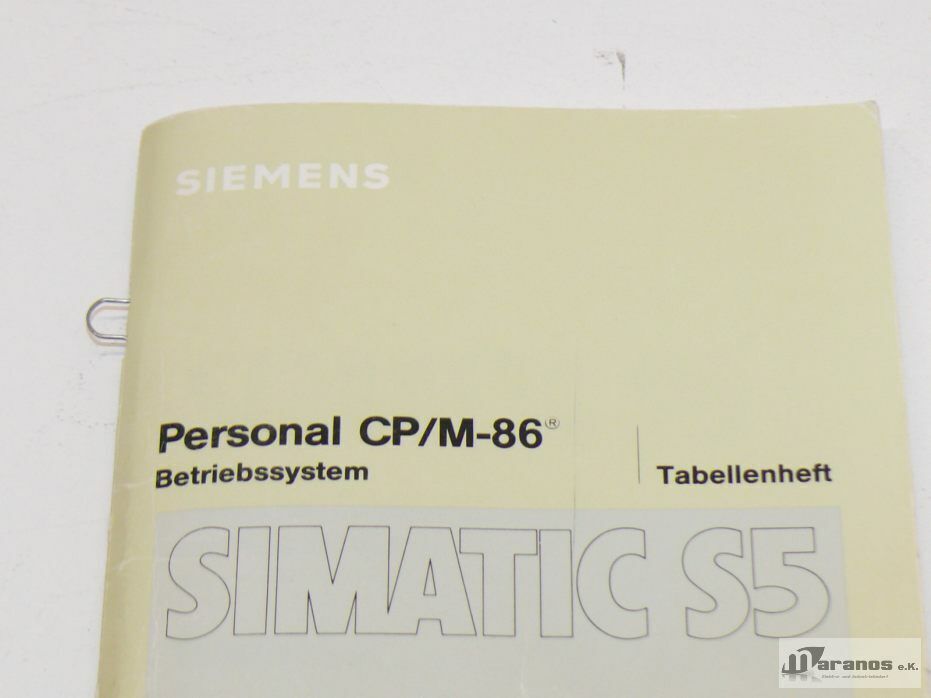 SIEMENS
Personal CP/M-86®
Betriebssystem
Tabellenheft
SIMATIC S5
Maranos e.K.